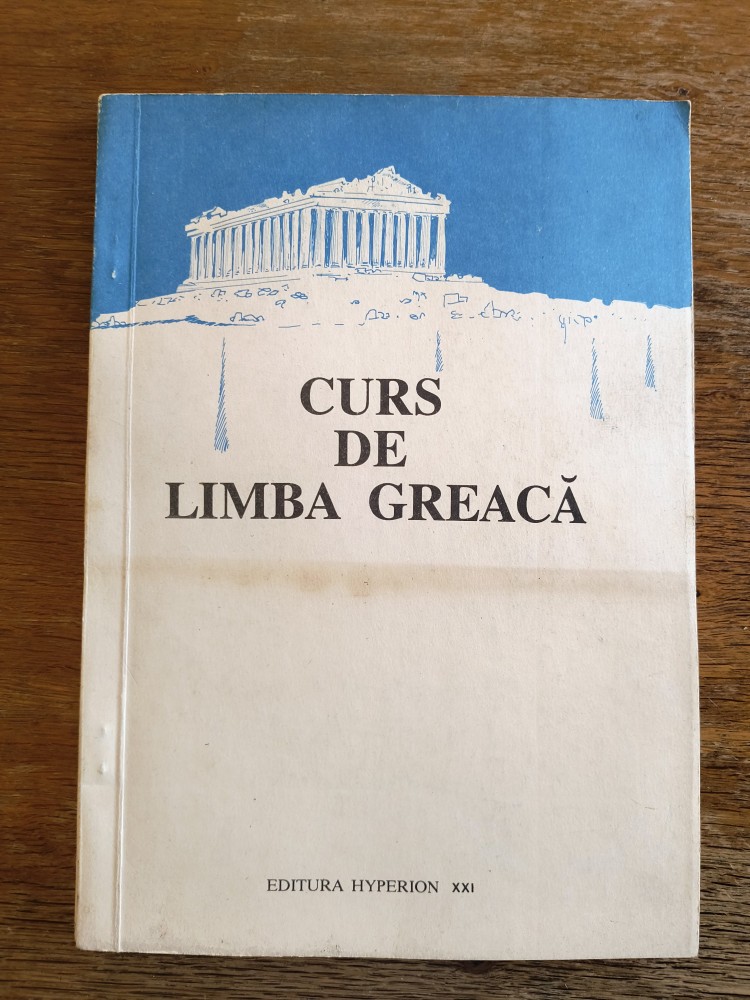 CURS
DE
LIMBA GREACĂ
EDITURA HYPERION XXI